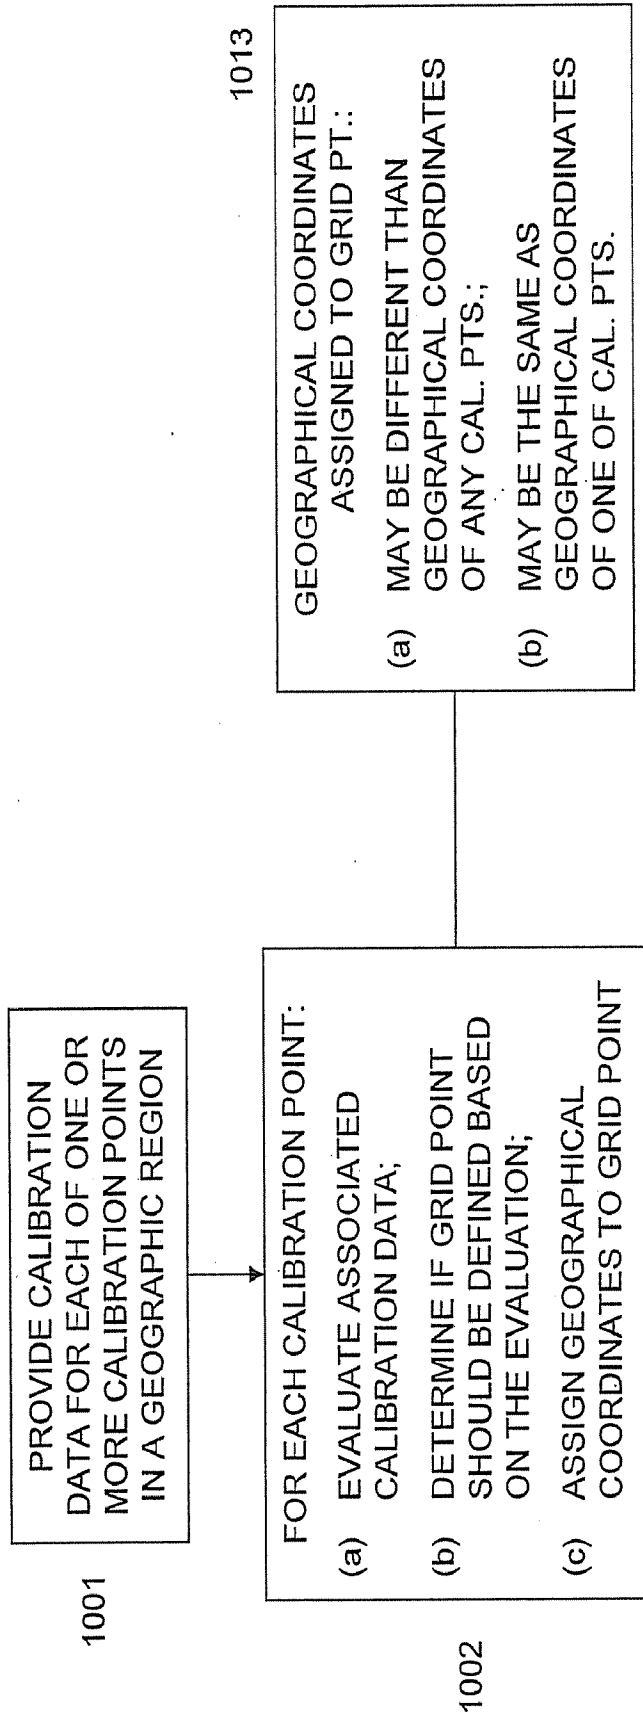 1001
PROVIDE CALIBRATION
DATA FOR EACH OF ONE OR
MORE CALIBRATION POINTS
IN A GEOGRAPHIC REGION
1002
FOR EACH CALIBRATION POINT:
(a) EVALUATE ASSOCIATED
CALIBRATION DATA;
(b) DETERMINE IF GRID POINT
SHOULD BE DEFINED BASED
ON THE EVALUATION;
(c) ASSIGN GEOGRAPHICAL
COORDINATES TO GRID POINT
1013
GEOGRAPHICAL COORDINATES
ASSIGNED TO GRID PT.:
(a) MAY BE DIFFERENT THAN
GEOGRAPHICAL COORDINATES
OF ANY CAL. PTS.;
(b) MAY BE THE SAME AS
GEOGRAPHICAL COORDINATES
OF ONE OF CAL. PTS.